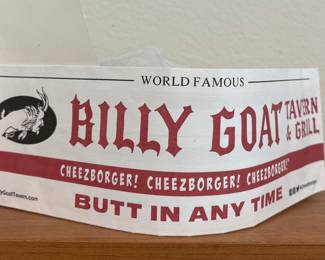 WORLD FAMOUS
BILLY GOAT TAVERN & GRILL
CHEEZBORGER! CHEEZBORGER! CHEEZBORGER!
BUTT IN ANY TIME